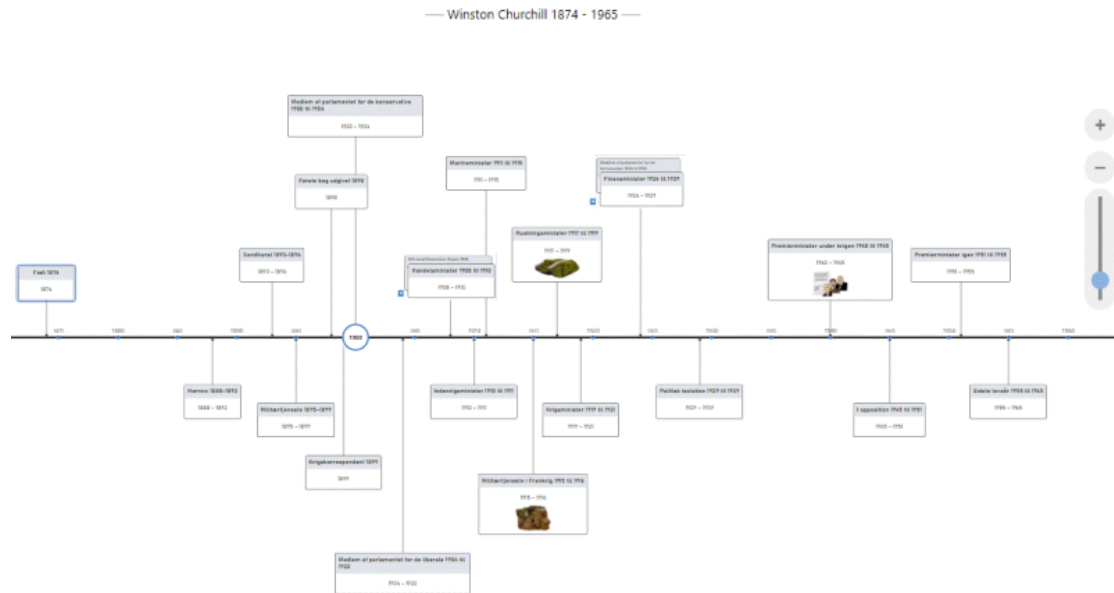 Winston Churchill 1874 - 1965
Medlem af parlamentet for de konservative
1900 til 1904
1900 - 1904
Marineminister 1911 til 1915
1911 - 1915
Finansminister 1924 til 1929
1924 - 1929
Første bog udgivet 1898
1898
Rustningsminister 1917 til 1919
1917 - 1919
Sandhurst 1893-1894
1893 - 1894
Handelsminister 1908 til 1910
1908 - 1910
Premierminister under krigen 1940 til 1945
1940 - 1945
Premierminister igen 1951 til 1955
1951 - 1955
Født 1874
1874
1900
Harrow 1888-1892
1888 - 1892
Militærtjeneste 1895-1899
1895 - 1899
Indenrigsminister 1910 til 1911
1910 - 1911
Krigsminister 1919 til 1921
1919 - 1921
Politisk isolation 1929 til 1939
1929 - 1939
I opposition 1945 til 1951
1945 - 1951
Sidste leveår 1955 til 1965
1955 - 1965
Krigskorrespondent 1899
1899
Militærtjeneste i Frankrig 1915 til 1916
1915 - 1916
Medlem af parlamentet for de liberale 1904 til
1922
1904 - 1922